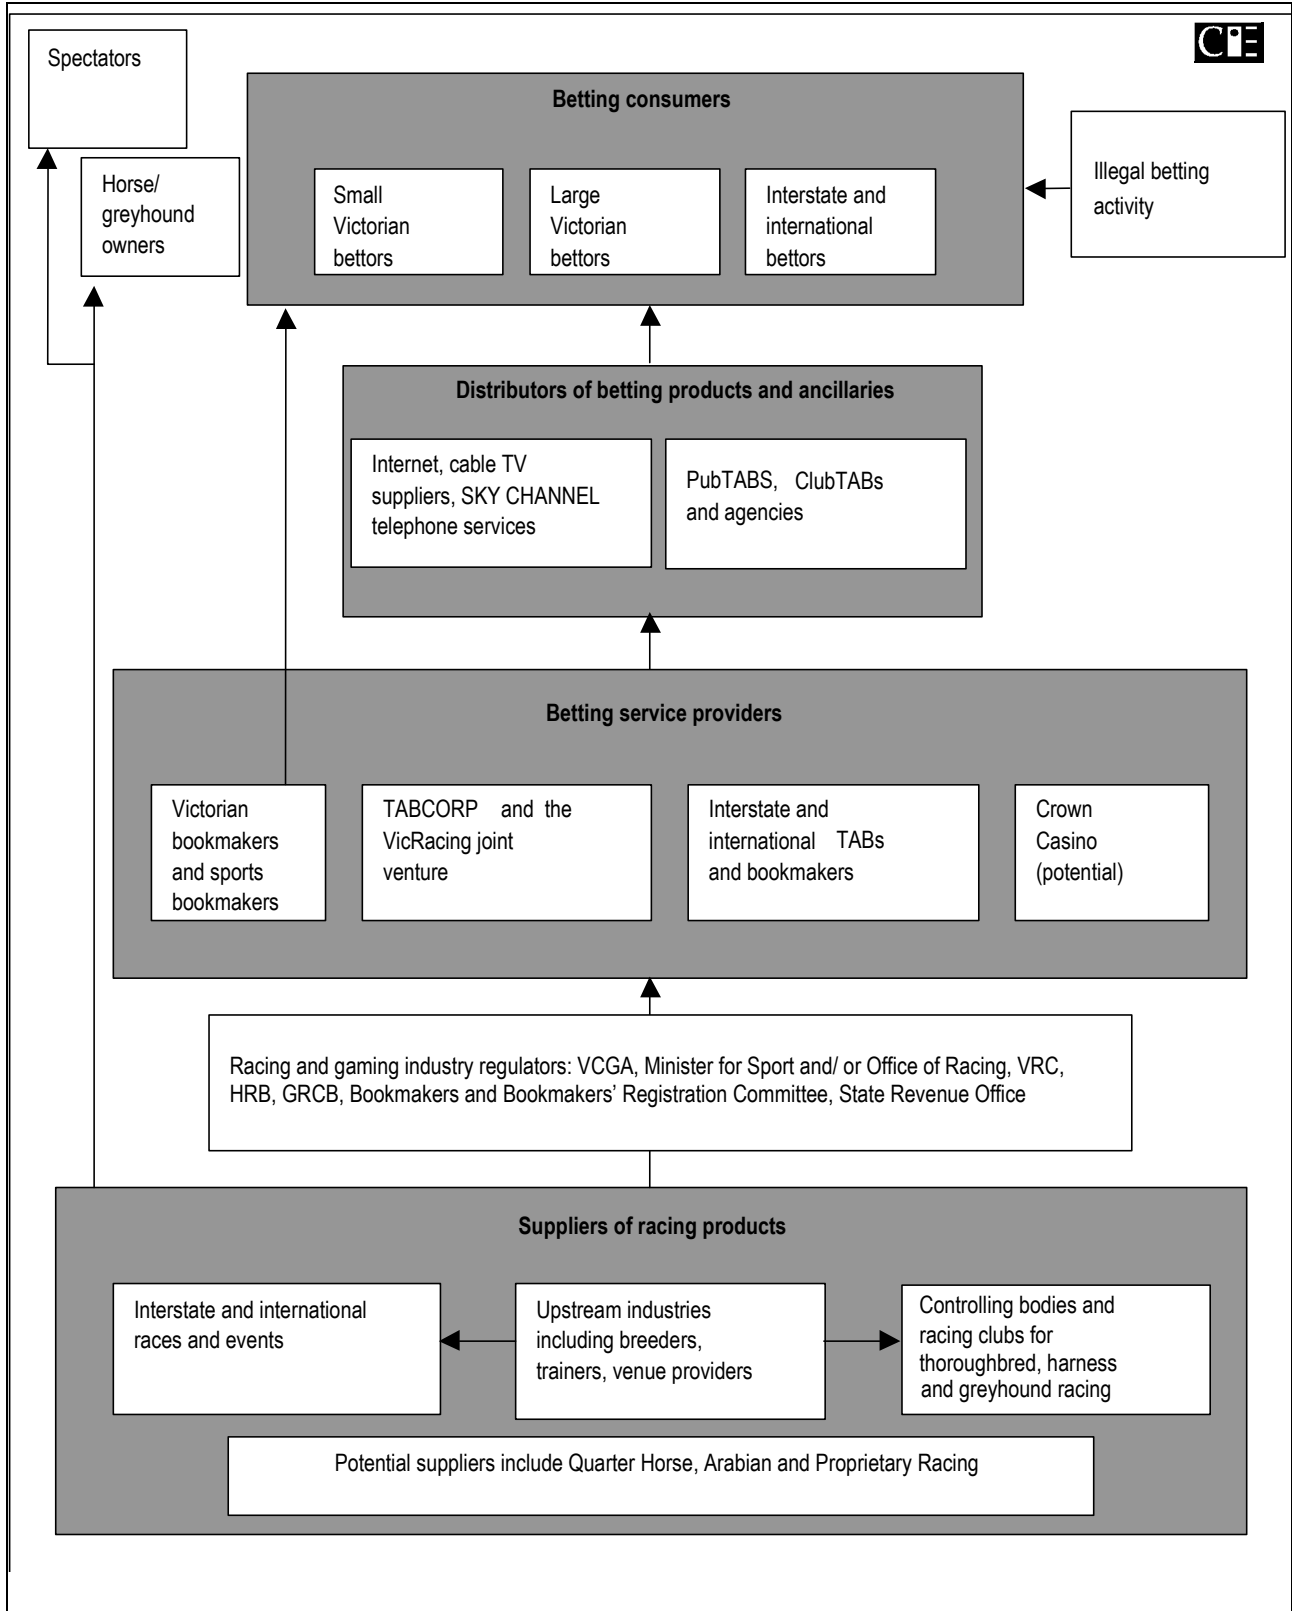 Spectators
CIE
Betting consumers
Horse/
greyhound
owners
Small
Victorian
bettors
Large
Victorian
bettors
Interstate and
international
bettors
Illegal betting
activity
Distributors of betting products and ancillaries
Internet, cable TV
suppliers, SKY CHANNEL
telephone services
PubTABS, ClubTABs
and agencies
Betting service providers
Victorian
bookmakers
and sports
bookmakers
TABCORP and the
VicRacing joint
venture
Interstate and
international TABs
and bookmakers
Crown
Casino
(potential)
Racing and gaming industry regulators: VCGA, Minister for Sport and/ or Office of Racing, VRC,
HRB, GRCB, Bookmakers and Bookmakers’ Registration Committee, State Revenue Office
Suppliers of racing products
Interstate and international
races and events
Upstream industries
including breeders,
trainers, venue providers
Controlling bodies and
racing clubs for
thoroughbred, harness
and greyhound racing
Potential suppliers include Quarter Horse, Arabian and Proprietary Racing